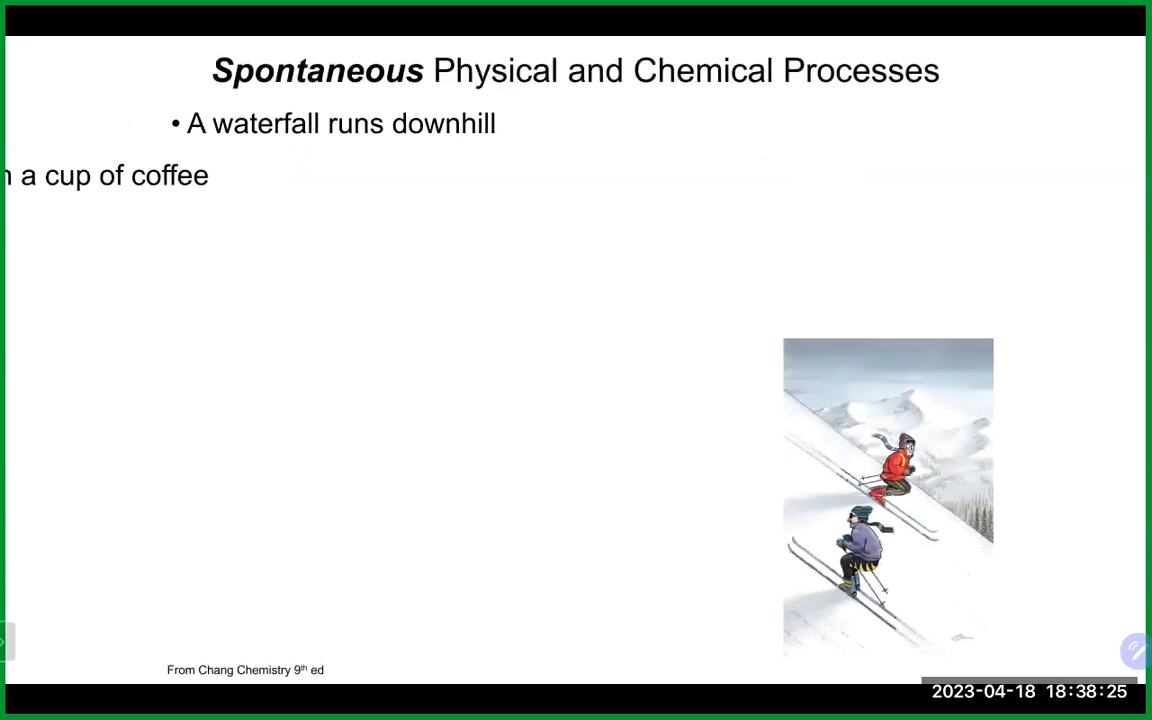 Spontaneous Physical and Chemical Processes
• A waterfall runs downhill
a cup of coffee
From Chang Chemistry 9th ed
2023-04-18 18:38:25